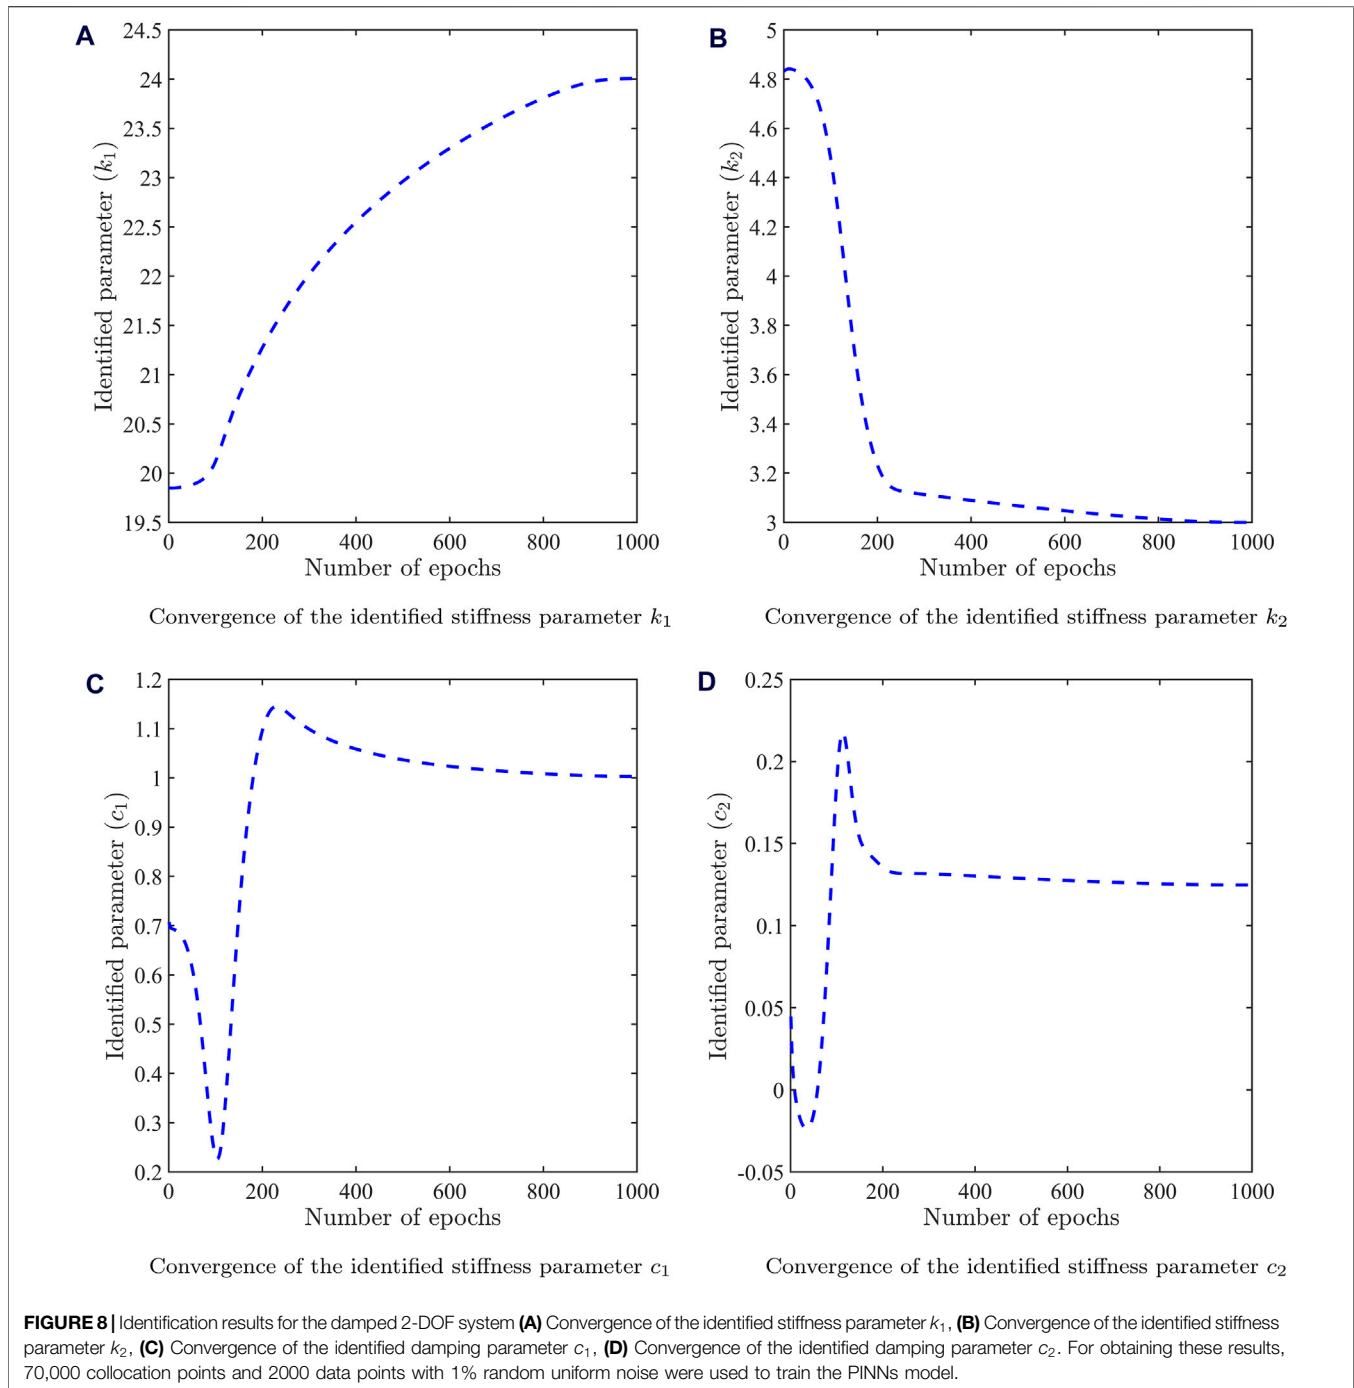 A
24.5
24
23.5
23
22.5
22
21.5
21
20.5
20
19.5
Identified parameter (k₁)
0 200 400 600 800 1000
Number of epochs
Convergence of the identified stiffness parameter k₁
B
5
4.8
4.6
4.4
4.2
4
3.8
3.6
3.4
3.2
3
Identified parameter (k₂)
0 200 400 600 800 1000
Number of epochs
Convergence of the identified stiffness parameter k₂
C
1.2
1.1
1
0.9
0.8
0.7
0.6
0.5
0.4
0.3
0.2
Identified parameter (c₁)
0 200 400 600 800 1000
Number of epochs
Convergence of the identified stiffness parameter c₁
D
0.25
0.2
0.15
0.1
0.05
0
-0.05
Identified parameter (c₂)
0 200 400 600 800 1000
Number of epochs
Convergence of the identified stiffness parameter c₂
FIGURE 8 | Identification results for the damped 2-DOF system (A) Convergence of the identified stiffness parameter k₁, (B) Convergence of the identified stiffness
parameter k₂, (C) Convergence of the identified damping parameter c₁, (D) Convergence of the identified damping parameter c₂. For obtaining these results,
70,000 collocation points and 2000 data points with 1% random uniform noise were used to train the PINNs model.